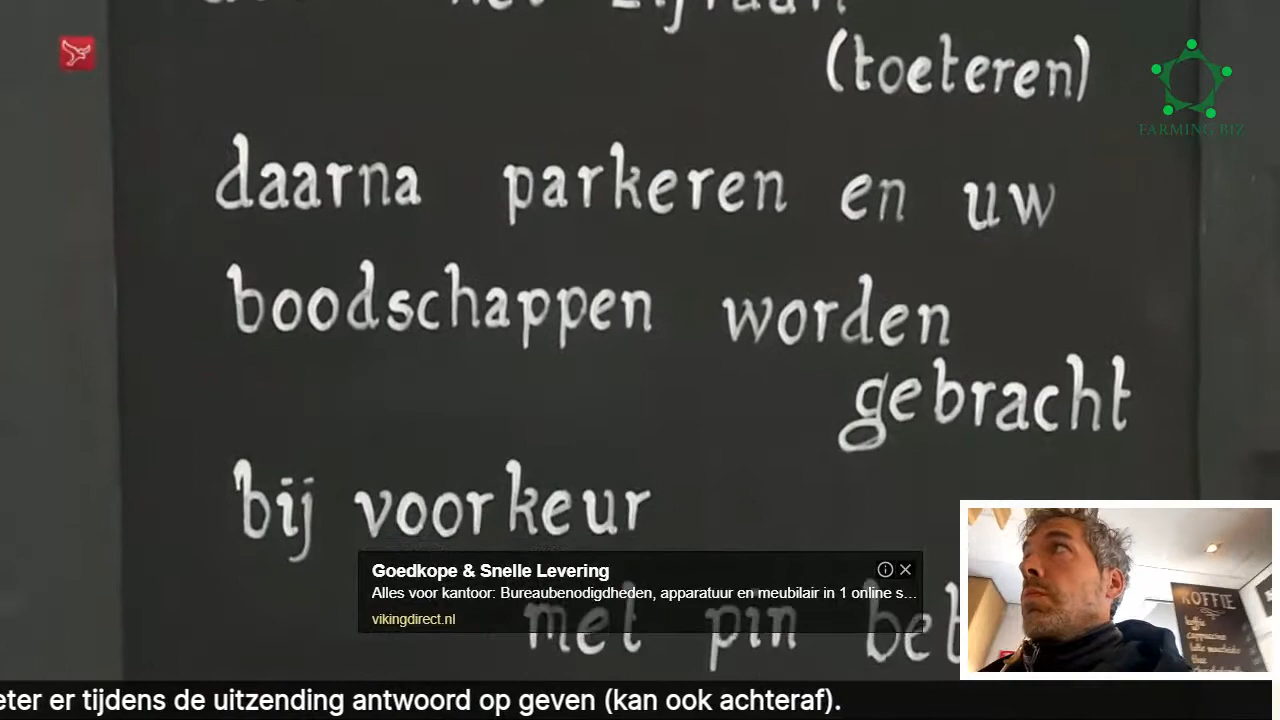 (toeteren)
FARMING BIZ
daarna parkeren en uw
boodschappen worden
gebracht
bij voorkeur
Goedkope & Snelle Levering
Alles voor kantoor: Bureaubenodigdheden, apparatuur en meubilair in 1 online s...
vikingdirect.nl
met pin
KOFFIE
koffie
cappuccino
eter er tijdens de uitzending antwoord op geven (kan ook achteraf).